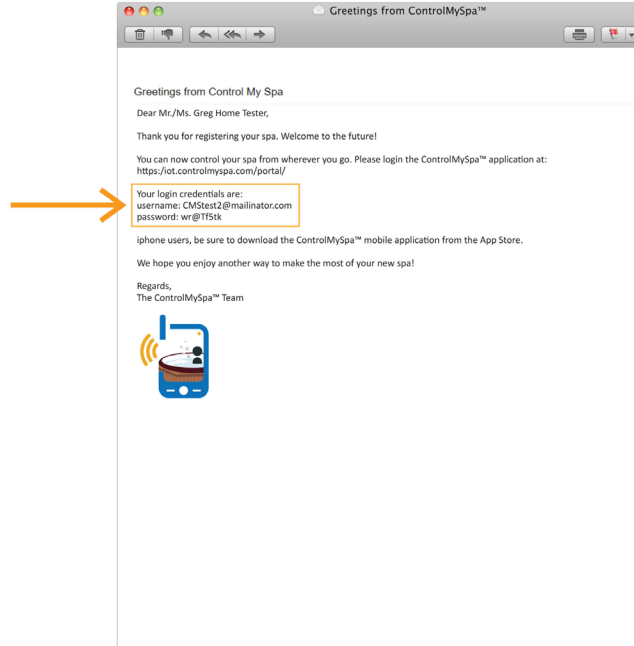 Greetings from ControlMySpa™
Greetings from Control My Spa
Dear Mr./Ms. Greg Home Tester,
Thank you for registering your spa. Welcome to the future!
You can now control your spa from wherever you go. Please login the ControlMySpa™ application at:
https:/iot.controlmyspa.com/portal/
Your login credentials are:
username: CMStest2@mailinator.com
password: wr@Tf5tk
iphone users, be sure to download the ControlMySpa™ mobile application from the App Store.
We hope you enjoy another way to make the most of your new spa!
Regards,
The ControlMySpa™ Team